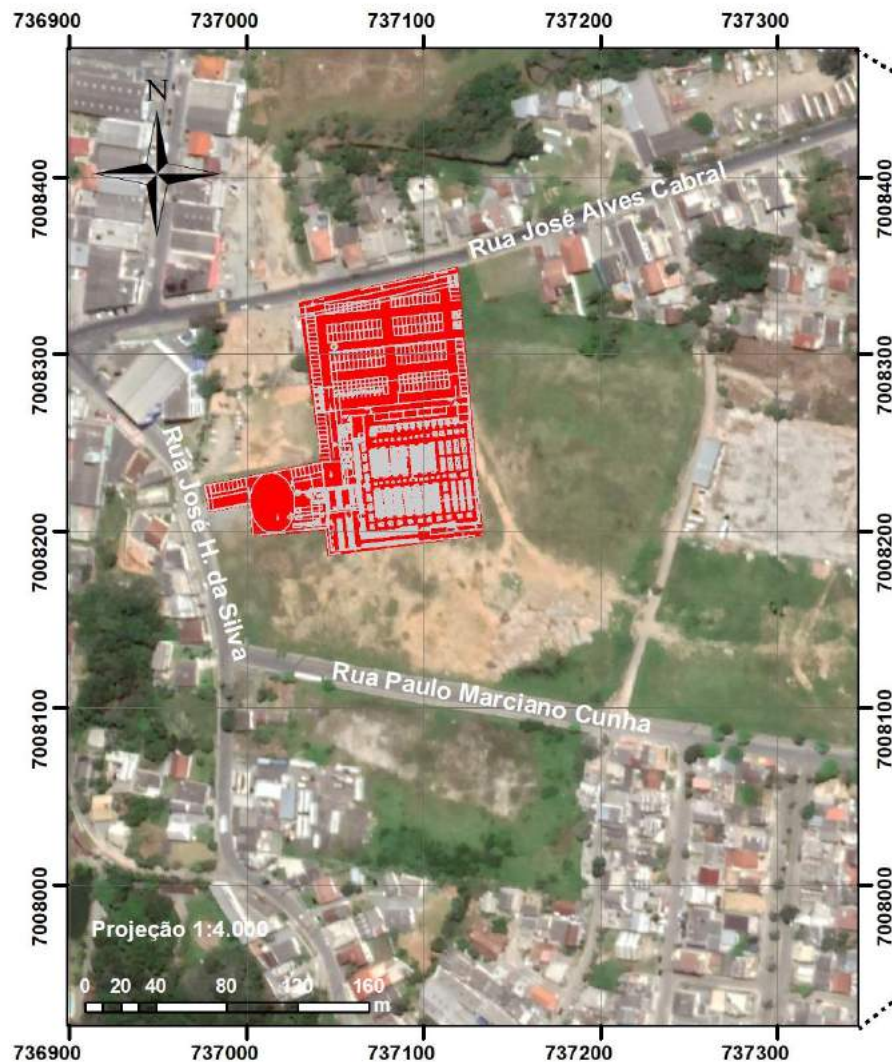 736900 737000 737100 737200 737300
N
7008400 7008400
Rua José Alves Cabral
7008300 7008300
Rua José H. da Silva
7008200 7008200
Rua Paulo Marciano Cunha
7008100 7008100
7008000 7008000
Projeção 1:4.000
0 20 40 80 120 160
m
736900 737000 737100 737200 737300